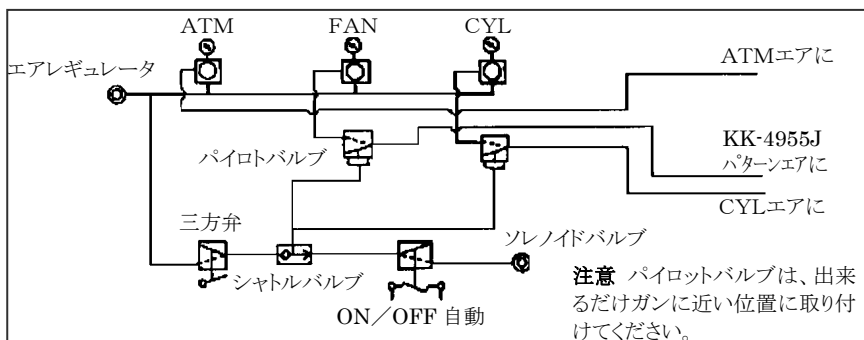 ATM FAN CYL
エアレギュレータ
ATMエアに
パイロトバルブ
KK-4955J
パターンエアに
CYLエアに
三方弁
シャトルバルブ
ソレノイドバルブ
ON／OFF 自動
注意 パイロットバルブは、出来
るだけガンに近い位置に取り付
けてください。